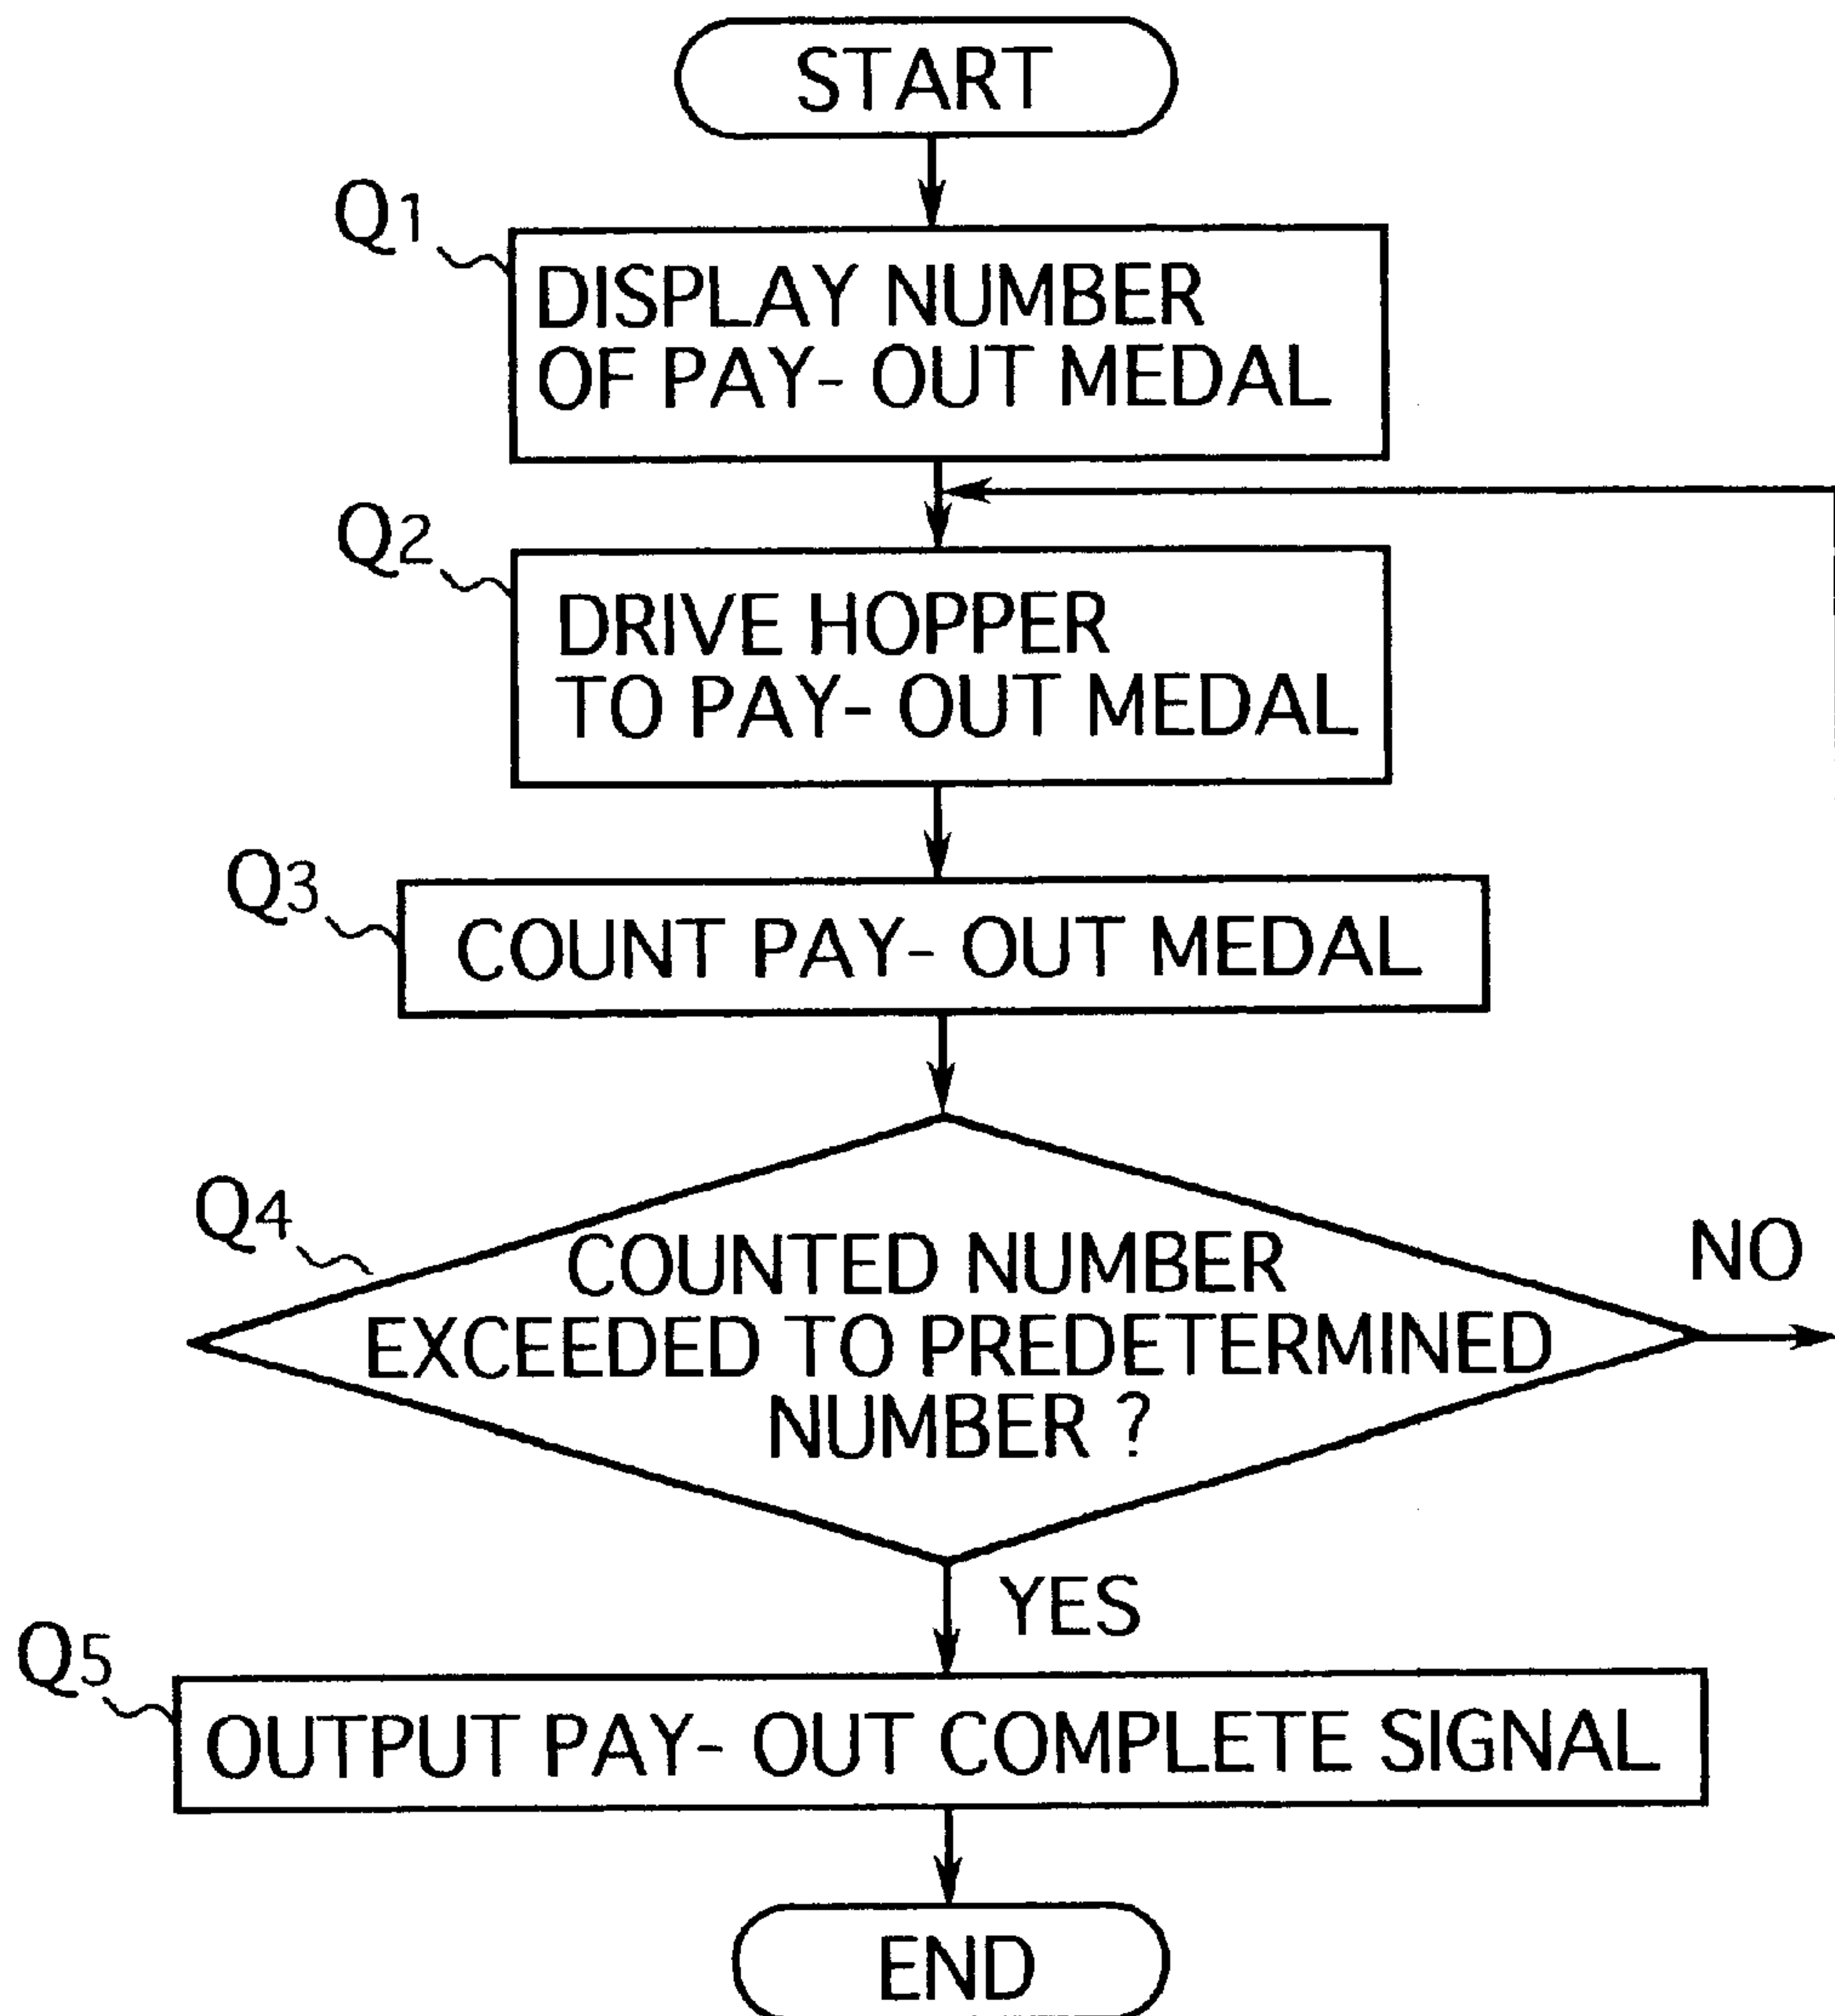 START
Q1
DISPLAY NUMBER
OF PAY- OUT MEDAL
Q2
DRIVE HOPPER
TO PAY- OUT MEDAL
Q3
COUNT PAY- OUT MEDAL
Q4
COUNTED NUMBER
EXCEEDED TO PREDETERMINED
NUMBER ?
NO
YES
Q5
OUTPUT PAY- OUT COMPLETE SIGNAL
END